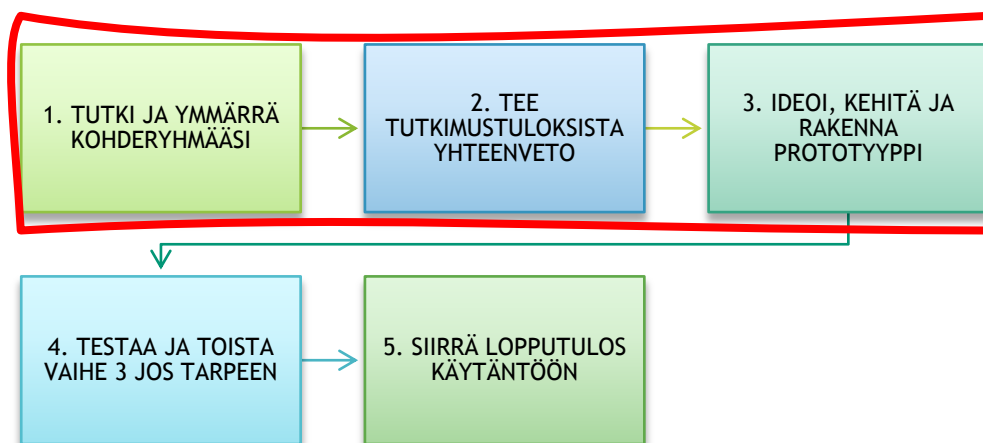 1. TUTKI JA YMMÄRRÄ
KOHDERYHMÄÄSI
2. TEE
TUTKIMUSTULOKSISTA
YHTEENVETO
3. IDEOI, KEHITÄ JA
RAKENNA
PROTOTYYPPI
4. TESTAA JA TOISTA
VAIHE 3 JOS TARPEEN
5. SIIRRÄ LOPPUTULOS
KÄYTÄNTÖÖN